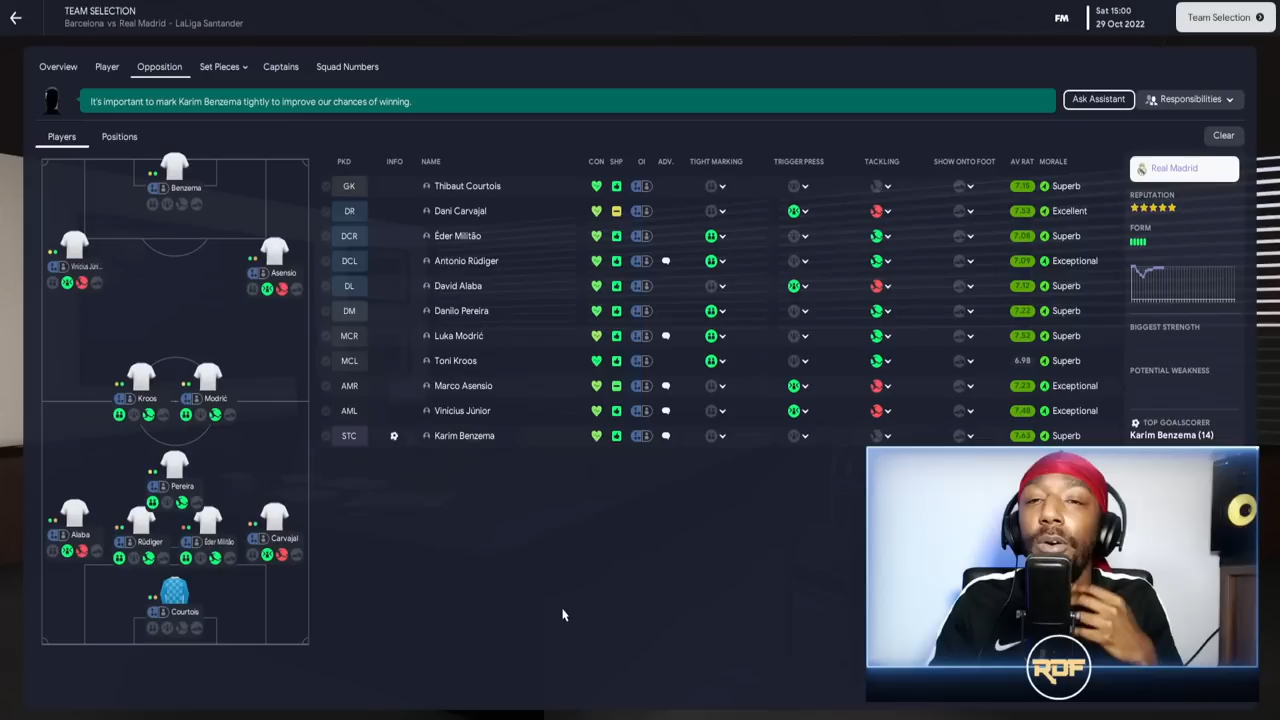 TEAM SELECTION
Barcelona vs Real Madrid - LaLiga Santander
FM
Sat 15:00
29 Oct 2022
Team Selection
Overview
Player
Opposition
Set Pieces
Captains
Squad Numbers
It's important to mark Karim Benzema tightly to improve our chances of winning.
Ask Assistant
Responsibilities
Players
Positions
Clear
PKD INFO NAME CON SHP OI ADV. TIGHT MARKING TRIGGER PRESS TACKLING SHOW ONTO FOOT AV RAT MORALE
GK Thibaut Courtois 7.15 Superb
DR Dani Carvajal 7.53 Excellent
DCR Éder Militão 7.08 Superb
DCL Antonio Rüdiger 7.09 Exceptional
DL David Alaba 7.12 Superb
DM Danilo Pereira 7.22 Superb
MCR Luka Modrić 7.52 Superb
MCL Toni Kroos 6.98 Superb
AMR Marco Asensio 7.23 Exceptional
AML Vinícius Júnior 7.48 Exceptional
STC Karim Benzema 7.63 Superb
Benzema
Vinícius Júni...
Asensio
Kroos
Modrić
Pereira
Alaba
Rüdiger
Éder Militão
Carvajal
Courtois
Real Madrid
REPUTATION
FORM
BIGGEST STRENGTH
POTENTIAL WEAKNESS
TOP GOALSCORER
Karim Benzema (14)
RDF